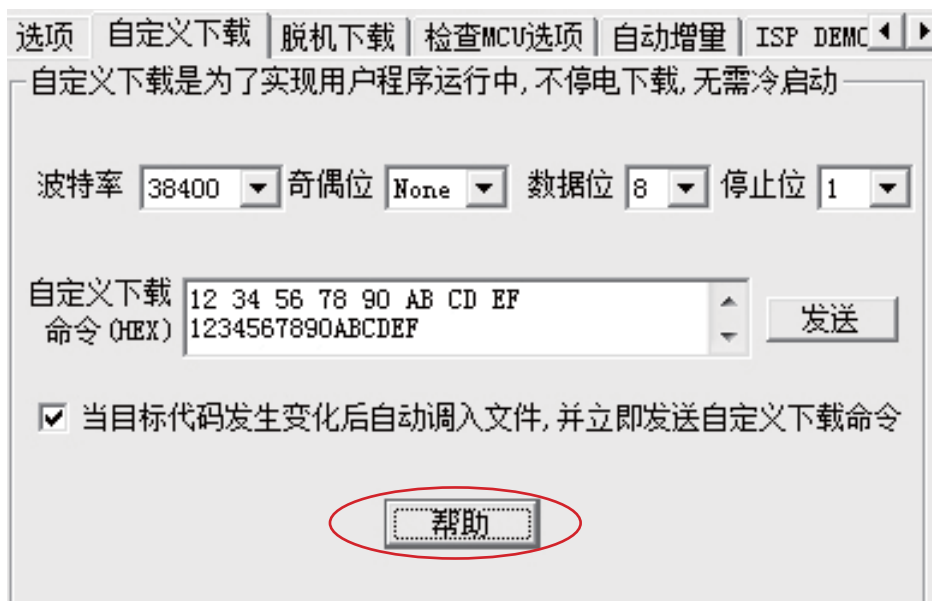 选项 自定义下载 脱机下载 检查MCU选项 自动增量 ISP DEMC
自定义下载是为了实现用户程序运行中,不停电下载,无需冷启动
波特率 38400 奇偶位 None 数据位 8 停止位 1
自定义下载
命令(HEX)
12 34 56 78 90 AB CD EF
1234567890ABCDEF
发送
当目标代码发生变化后自动调入文件,并立即发送自定义下载命令
帮助